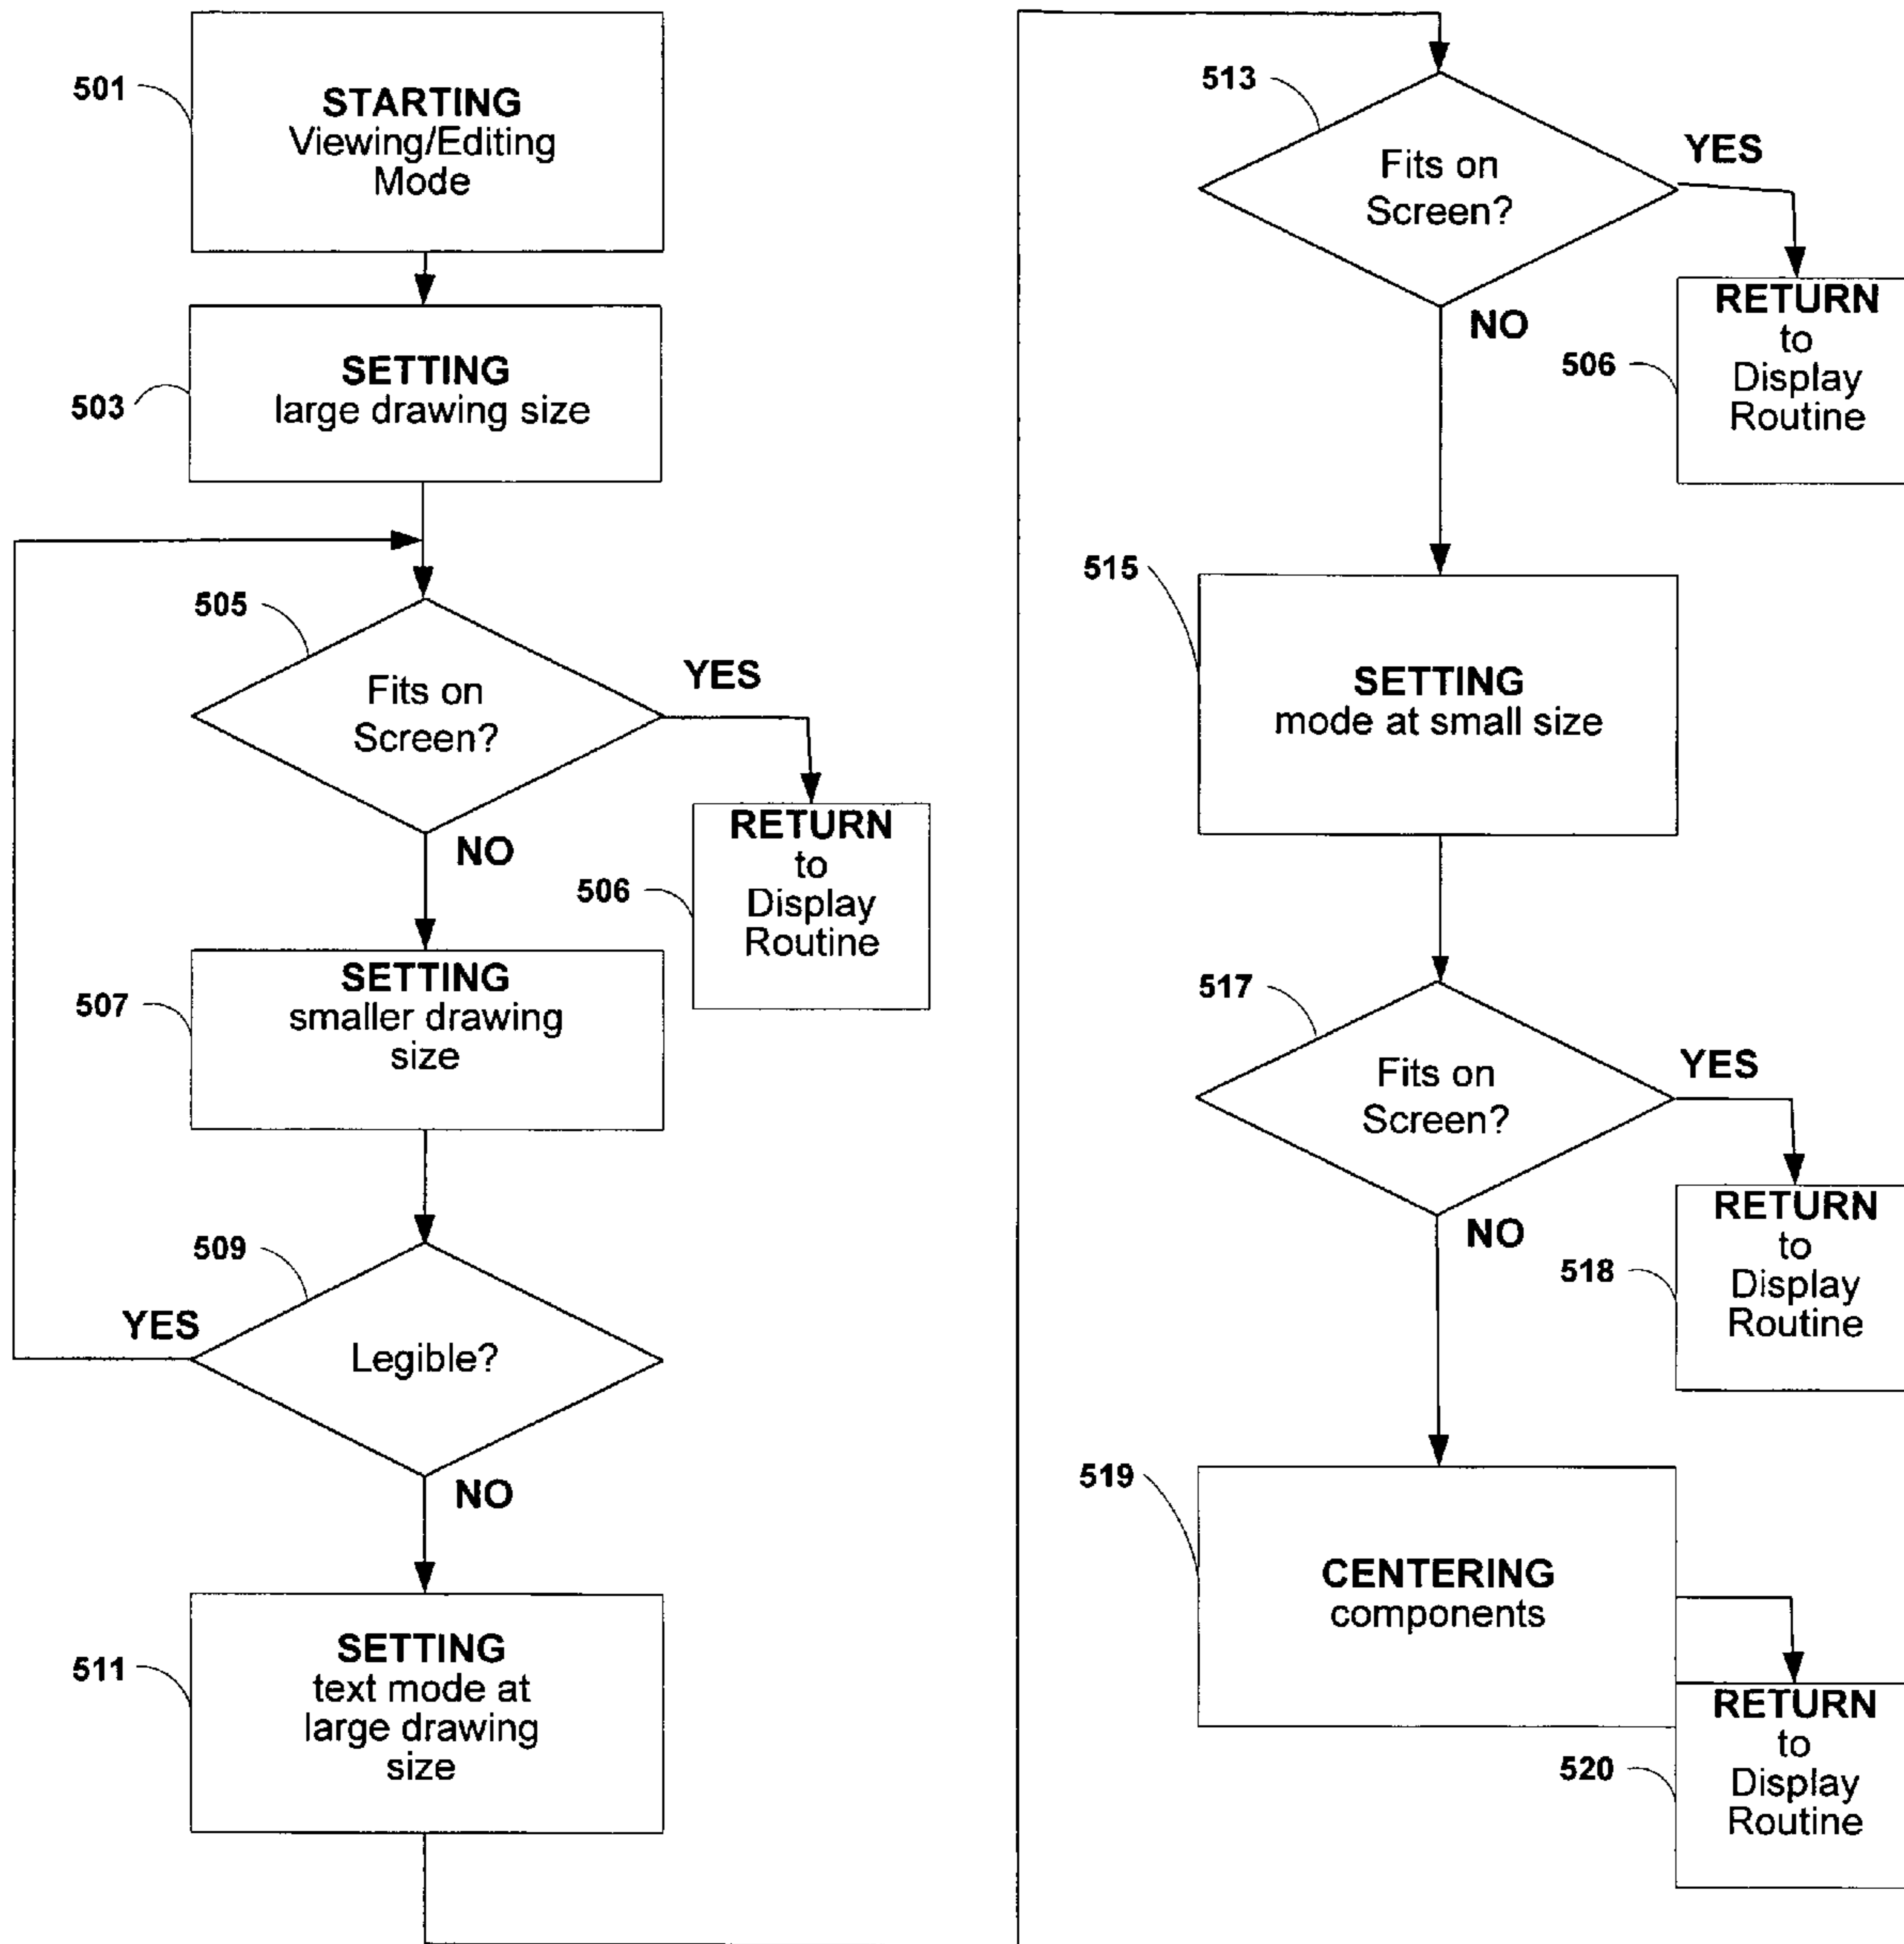 501
STARTING
Viewing/Editing
Mode
503
SETTING
large drawing size
505
Fits on
Screen?
YES
NO
506
RETURN
to
Display
Routine
507
SETTING
smaller drawing
size
509
Legible?
YES
NO
511
SETTING
text mode at
large drawing
size
513
Fits on
Screen?
YES
NO
506
RETURN
to
Display
Routine
515
SETTING
mode at small size
517
Fits on
Screen?
YES
NO
518
RETURN
to
Display
Routine
519
CENTERING
components
520
RETURN
to
Display
Routine